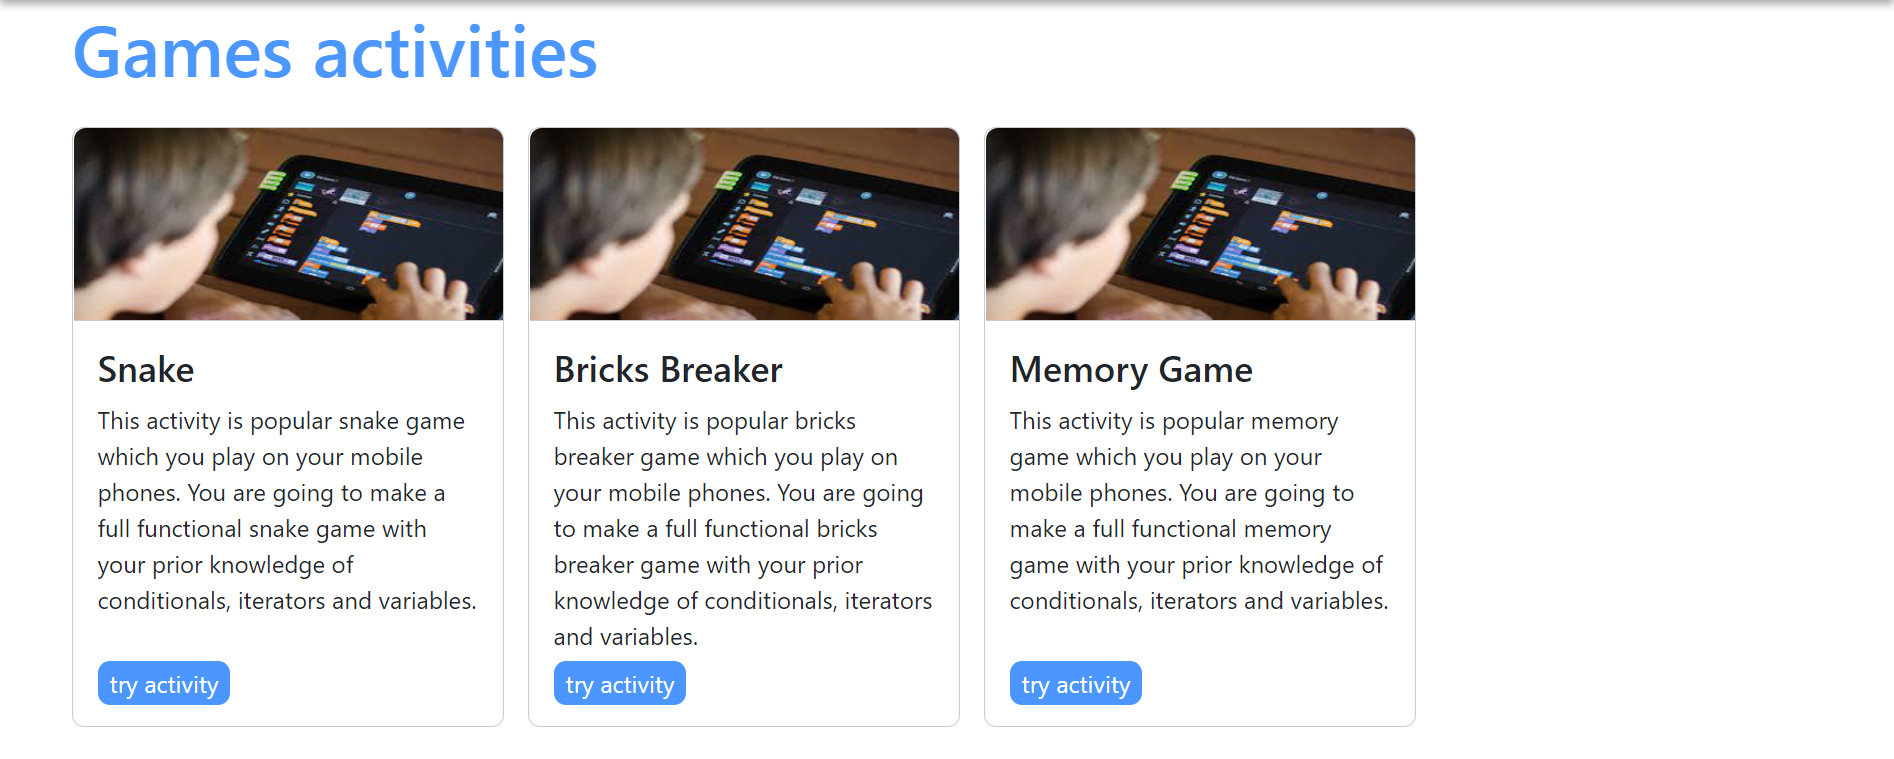 Games activities
Snake
This activity is popular snake game
which you play on your mobile
phones. You are going to make a
full functional snake game with
your prior knowledge of
conditionals, iterators and variables.
try activity
Bricks Breaker
This activity is popular bricks
breaker game which you play on
your mobile phones. You are going
to make a full functional bricks
breaker game with your prior
knowledge of conditionals, iterators
and variables.
try activity
Memory Game
This activity is popular memory
game which you play on your
mobile phones. You are going to
make a full functional memory
game with your prior knowledge of
conditionals, iterators and variables.
try activity